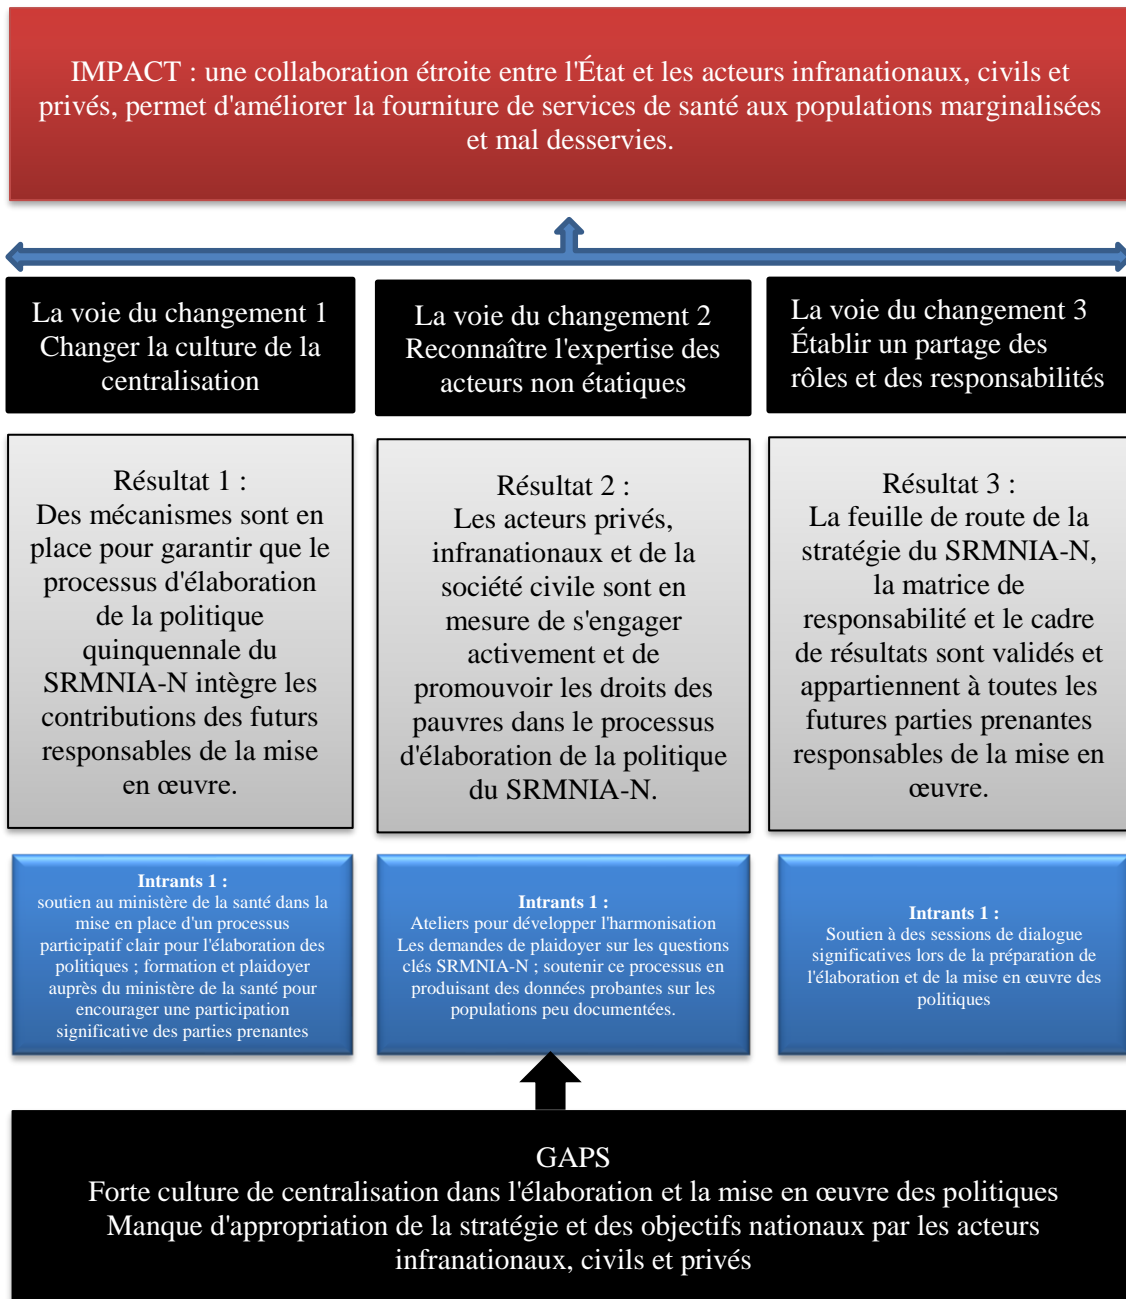 IMPACT : une collaboration étroite entre l'État et les acteurs infranationaux, civils et
privés, permet d'améliorer la fourniture de services de santé aux populations marginalisées
et mal desservies.
La voie du changement 1
Changer la culture de la
centralisation
La voie du changement 2
Reconnaître l'expertise des
acteurs non étatiques
La voie du changement 3
Établir un partage des
rôles et des responsabilités
Résultat 1 :
Des mécanismes sont en
place pour garantir que le
processus d'élaboration
de la politique
quinquennale du
SRMNIA-N intègre les
contributions des futurs
responsables de la mise
en œuvre.
Résultat 2 :
Les acteurs privés,
infranationaux et de la
société civile sont en
mesure de s'engager
activement et de
promouvoir les droits des
pauvres dans le processus
d'élaboration de la politique
du SRMNIA-N.
Résultat 3 :
La feuille de route de la
stratégie du SRMNIA-N,
la matrice de
responsabilité et le cadre
de résultats sont validés et
appartiennent à toutes les
futures parties prenantes
responsables de la mise en
œuvre.
Intrants 1 :
soutien au ministère de la santé dans la
mise en place d'un processus
participatif clair pour l'élaboration des
politiques ; formation et plaidoyer
auprès du ministère de la santé pour
encourager une participation
significative des parties prenantes
Intrants 1 :
Ateliers pour développer l'harmonisation
Les demandes de plaidoyer sur les questions
clés SRMNIA-N ; soutenir ce processus en
produisant des données probantes sur les
populations peu documentées.
Intrants 1 :
Soutien à des sessions de dialogue
significatives lors de la préparation de
l'élaboration et de la mise en œuvre des
politiques
GAPS
Forte culture de centralisation dans l'élaboration et la mise en œuvre des politiques
Manque d'appropriation de la stratégie et des objectifs nationaux par les acteurs
infranationaux, civils et privés